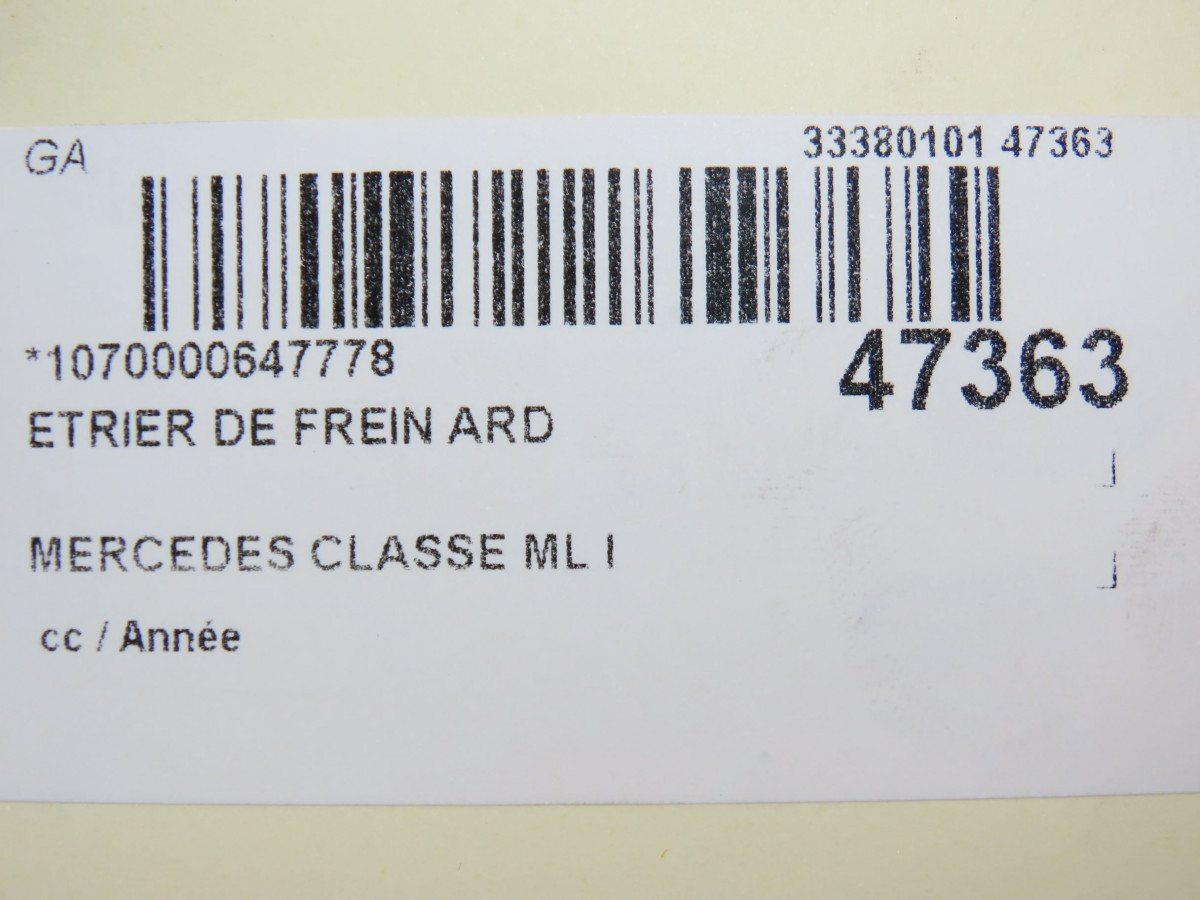 GA
33380101 47363
*1070000647778
47363
ETRIER DE FREIN ARD
MERCEDES CLASSE ML I
cc / Année